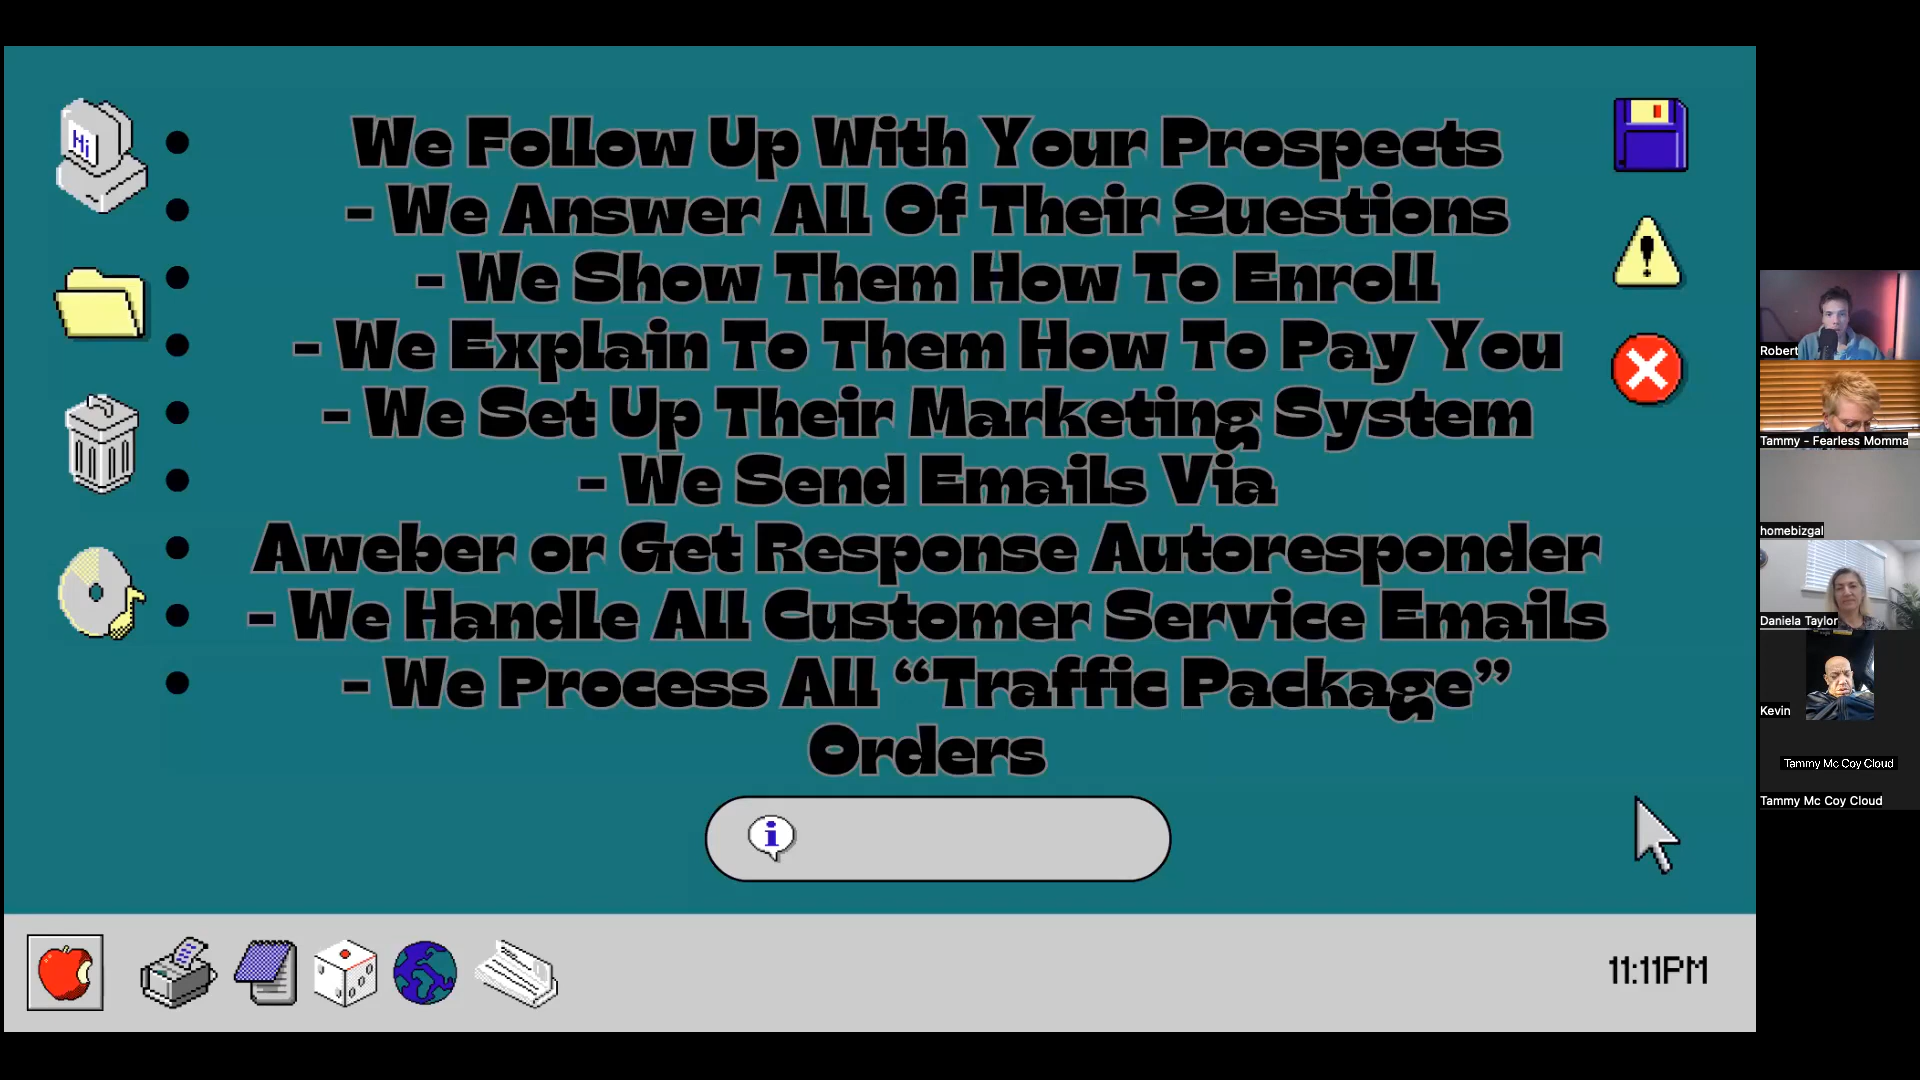 We Follow Up With Your Prospects
- We Answer All Of Their Questions
- We Show Them How To Enroll
- We Explain To Them How To Pay You
- We Set Up Their Marketing System
- We Send Emails Via
Aweber or Get Response Autoresponder
- We Handle All Customer Service Emails
- We Process All “Traffic Package”
Orders
Hi
i
11:11PM
Robert
Tammy - Fearless Momma
homebizgal
Daniela Taylor
Kevin
Tammy Mc Coy Cloud
Tammy Mc Coy Cloud